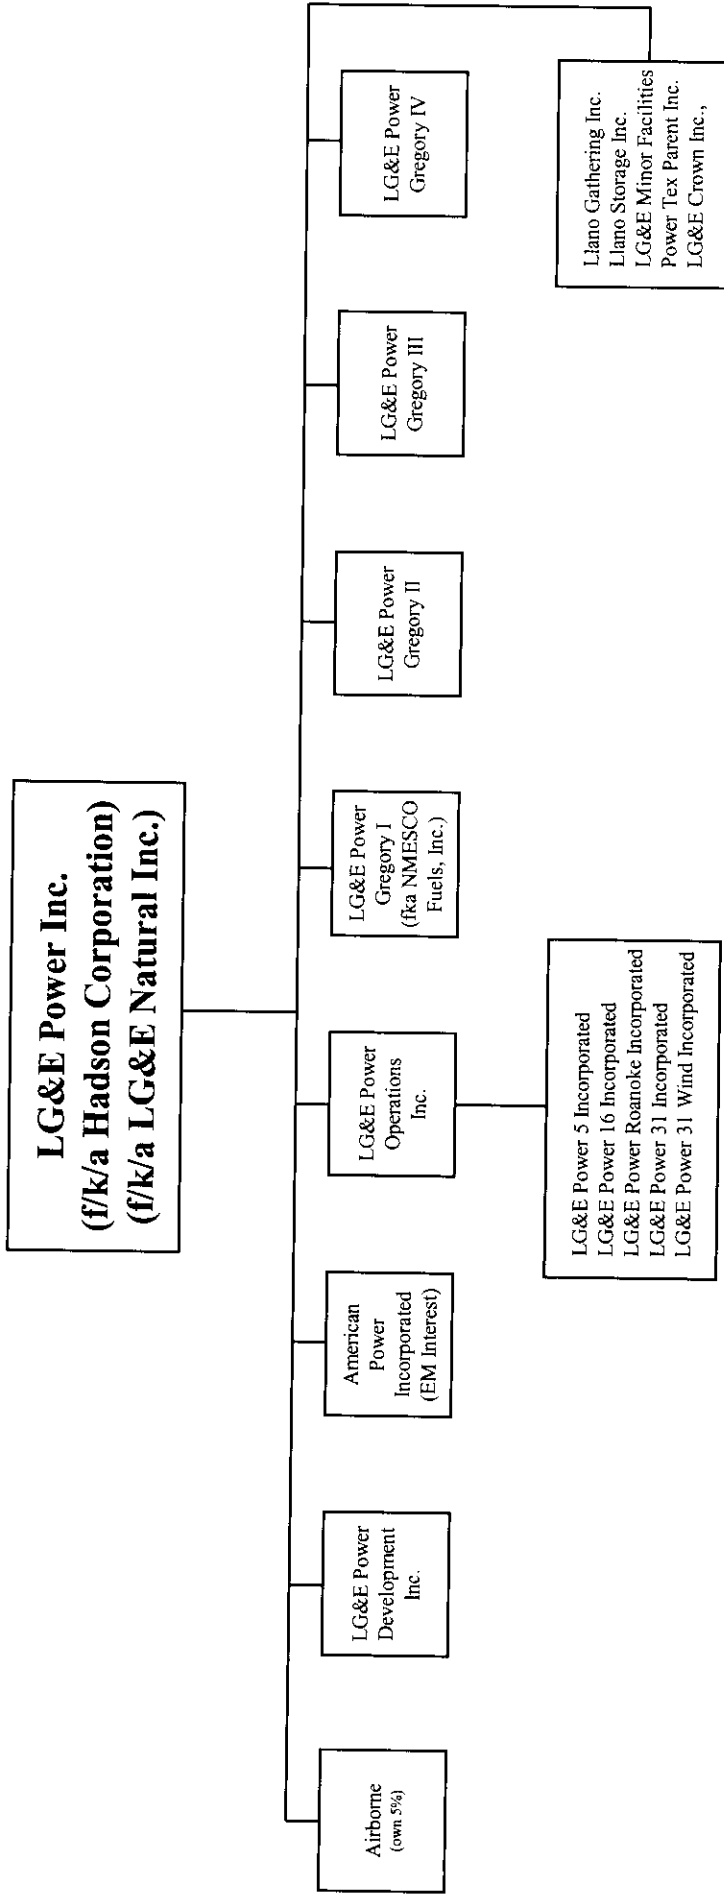 LG&E Power Inc.
(f/k/a Hadson Corporation)
(f/k/a LG&E Natural Inc.)
Airborne
(own 5%)
LG&E Power
Development
Inc.
American
Power
Incorporated
(EM Interest)
LG&E Power
Operations
Inc.
LG&E Power
Gregory I
(fka NMESCO
Fuels, Inc.)
LG&E Power
Gregory II
LG&E Power
Gregory III
LG&E Power
Gregory IV
LG&E Power 5 Incorporated
LG&E Power 16 Incorporated
LG&E Power Roanoke Incorporated
LG&E Power 31 Incorporated
LG&E Power 31 Wind Incorporated
Llano Gathering Inc.
Llano Storage Inc.
LG&E Minor Facilities
Power Tex Parent Inc.
LG&E Crown Inc.,